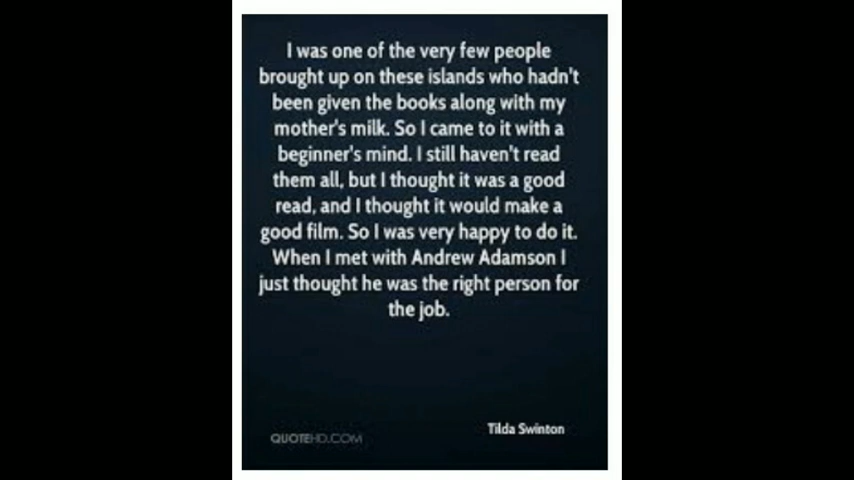 I was one of the very few people
brought up on these islands who hadn't
been given the books along with my
mother's milk. So I came to it with a
beginner's mind. I still haven't read
them all, but I thought it was a good
read, and I thought it would make a
good film. So I was very happy to do it.
When I met with Andrew Adamson I
just thought he was the right person for
the job.
Tilda Swinton
QUOTEHD.COM